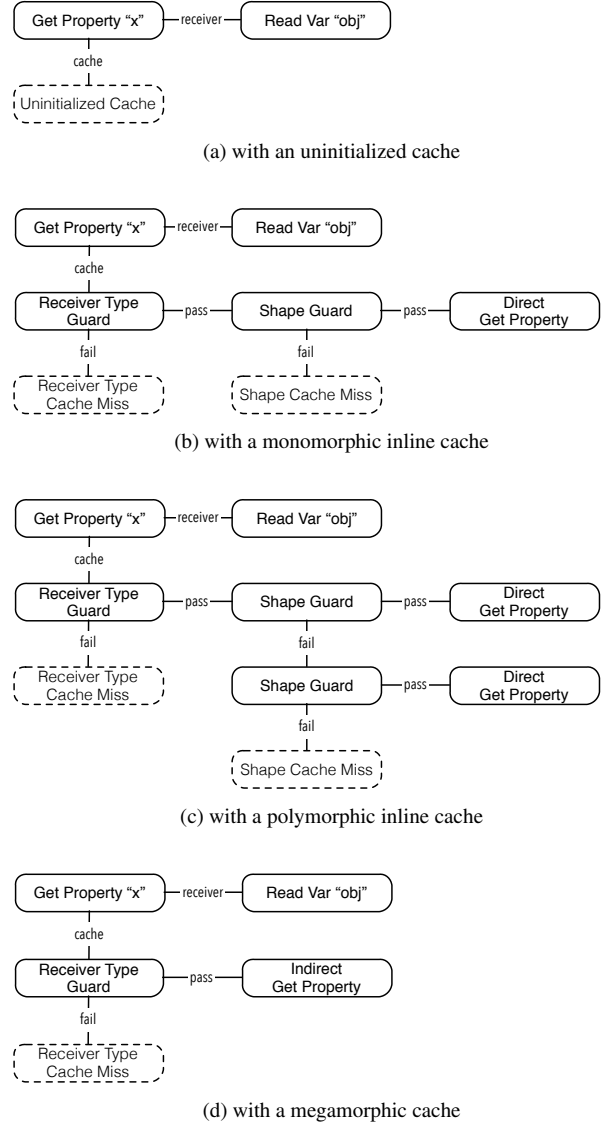 Get Property “x” receiver Read Var “obj”
cache
Uninitialized Cache
(a) with an uninitialized cache
Get Property “x” receiver Read Var “obj”
cache
Receiver Type
Guard
pass
Shape Guard
pass
Direct
Get Property
fail fail
Receiver Type
Cache Miss
Shape Cache Miss
(b) with a monomorphic inline cache
Get Property “x” receiver Read Var “obj”
cache
Receiver Type
Guard
pass
Shape Guard
pass
Direct
Get Property
fail fail
Receiver Type
Cache Miss
Shape Guard
pass
Direct
Get Property
fail
Shape Cache Miss
(c) with a polymorphic inline cache
Get Property “x” receiver Read Var “obj”
cache
Receiver Type
Guard
pass
Indirect
Get Property
fail
Receiver Type
Cache Miss
(d) with a megamorphic cache